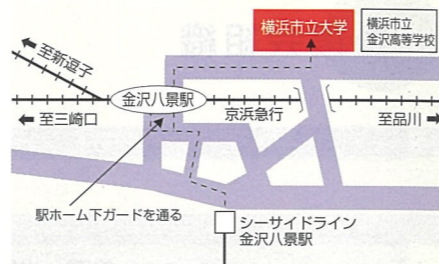 横浜市立大学
横浜市立
金沢高等学校
至新逗子
金沢八景駅
京浜急行
至三崎口
至品川
駅ホーム下ガードを通る
シーサイドライン
金沢八景駅